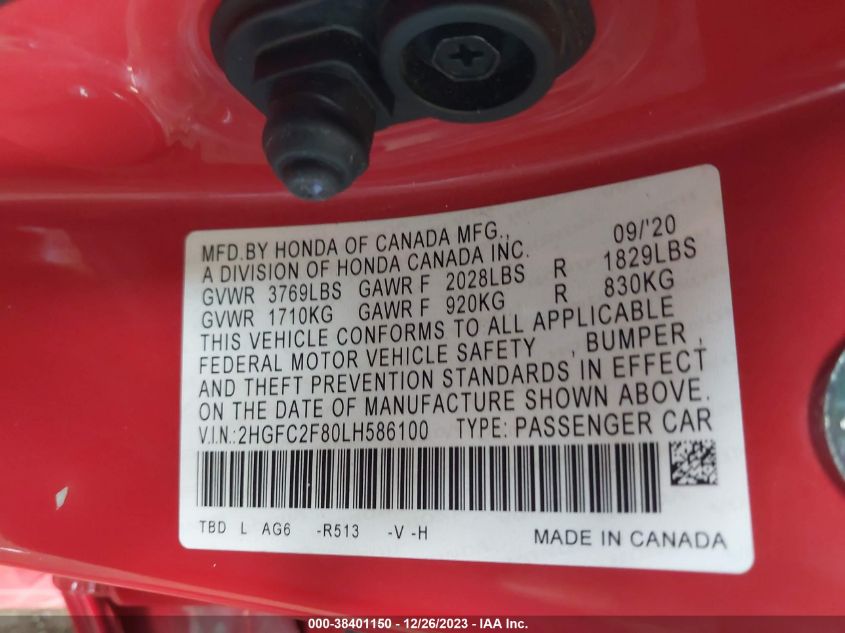 MFD.BY HONDA OF CANADA MFG., 09/'20
A DIVISION OF HONDA CANADA INC.
GVWR 3769LBS GAWR F 2028LBS R 1829LBS
GVWR 1710KG GAWR F 920KG R 830KG
THIS VEHICLE CONFORMS TO ALL APPLICABLE
FEDERAL MOTOR VEHICLE SAFETY , BUMPER ,
AND THEFT PREVENTION STANDARDS IN EFFECT
ON THE DATE OF MANUFACTURE SHOWN ABOVE.
V.I.N.:2HGFC2F80LH586100 TYPE: PASSENGER CAR
TBD L AG6 -R513 -V -H MADE IN CANADA
000-38401150 - 12/26/2023 - IAA Inc.